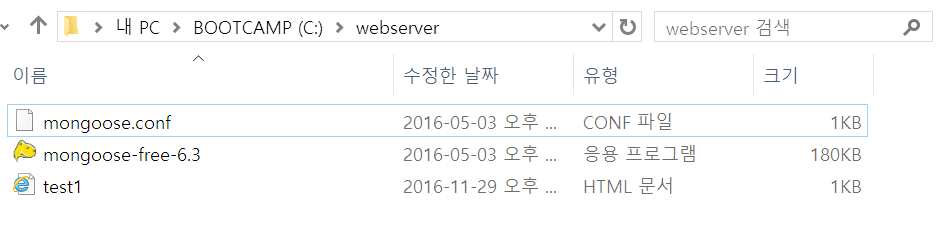 내 PC > BOOTCAMP (C:) > webserver
webserver 검색
이름 수정한 날짜 유형 크기
mongoose.conf 2016-05-03 오후 ... CONF 파일 1KB
mongoose-free-6.3 2016-05-03 오후 ... 응용 프로그램 180KB
test1 2016-11-29 오후 ... HTML 문서 1KB